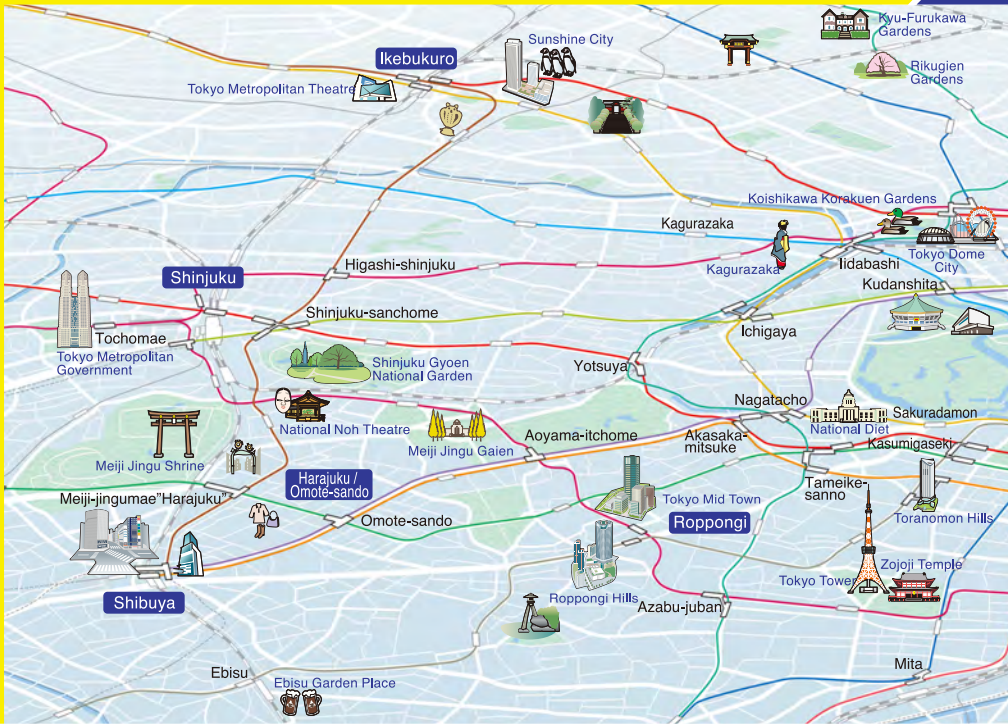 Kyu-Furukawa
Gardens
Sunshine City
Ikebukuro
Rikugien
Gardens
Tokyo Metropolitan Theatre
Koishikawa Korakuen Gardens
Kagurazaka
Kagurazaka
Iidabashi
Tokyo Dome
City
Higashi-shinjuku
Shinjuku
Kudanshita
Shinjuku-sanchome
Ichigaya
Tochomae
Tokyo Metropolitan
Government
Shinjuku Gyoen
National Garden
Yotsuya
Nagatacho
National Diet
Sakuradamon
National Noh Theatre
Meiji Jingu Gaien
Aoyama-itchome
Akasaka-
mitsuke
Kasumigaseki
Meiji Jingu Shrine
Harajuku /
Omote-sando
Meiji-jingumae"Harajuku"
Tameike-
sanno
Tokyo Mid Town
Omote-sando
Roppongi
Toranomon Hills
Zojoji Temple
Tokyo Tower
Shibuya
Roppongi Hills
Azabu-juban
Mita
Ebisu
Ebisu Garden Place